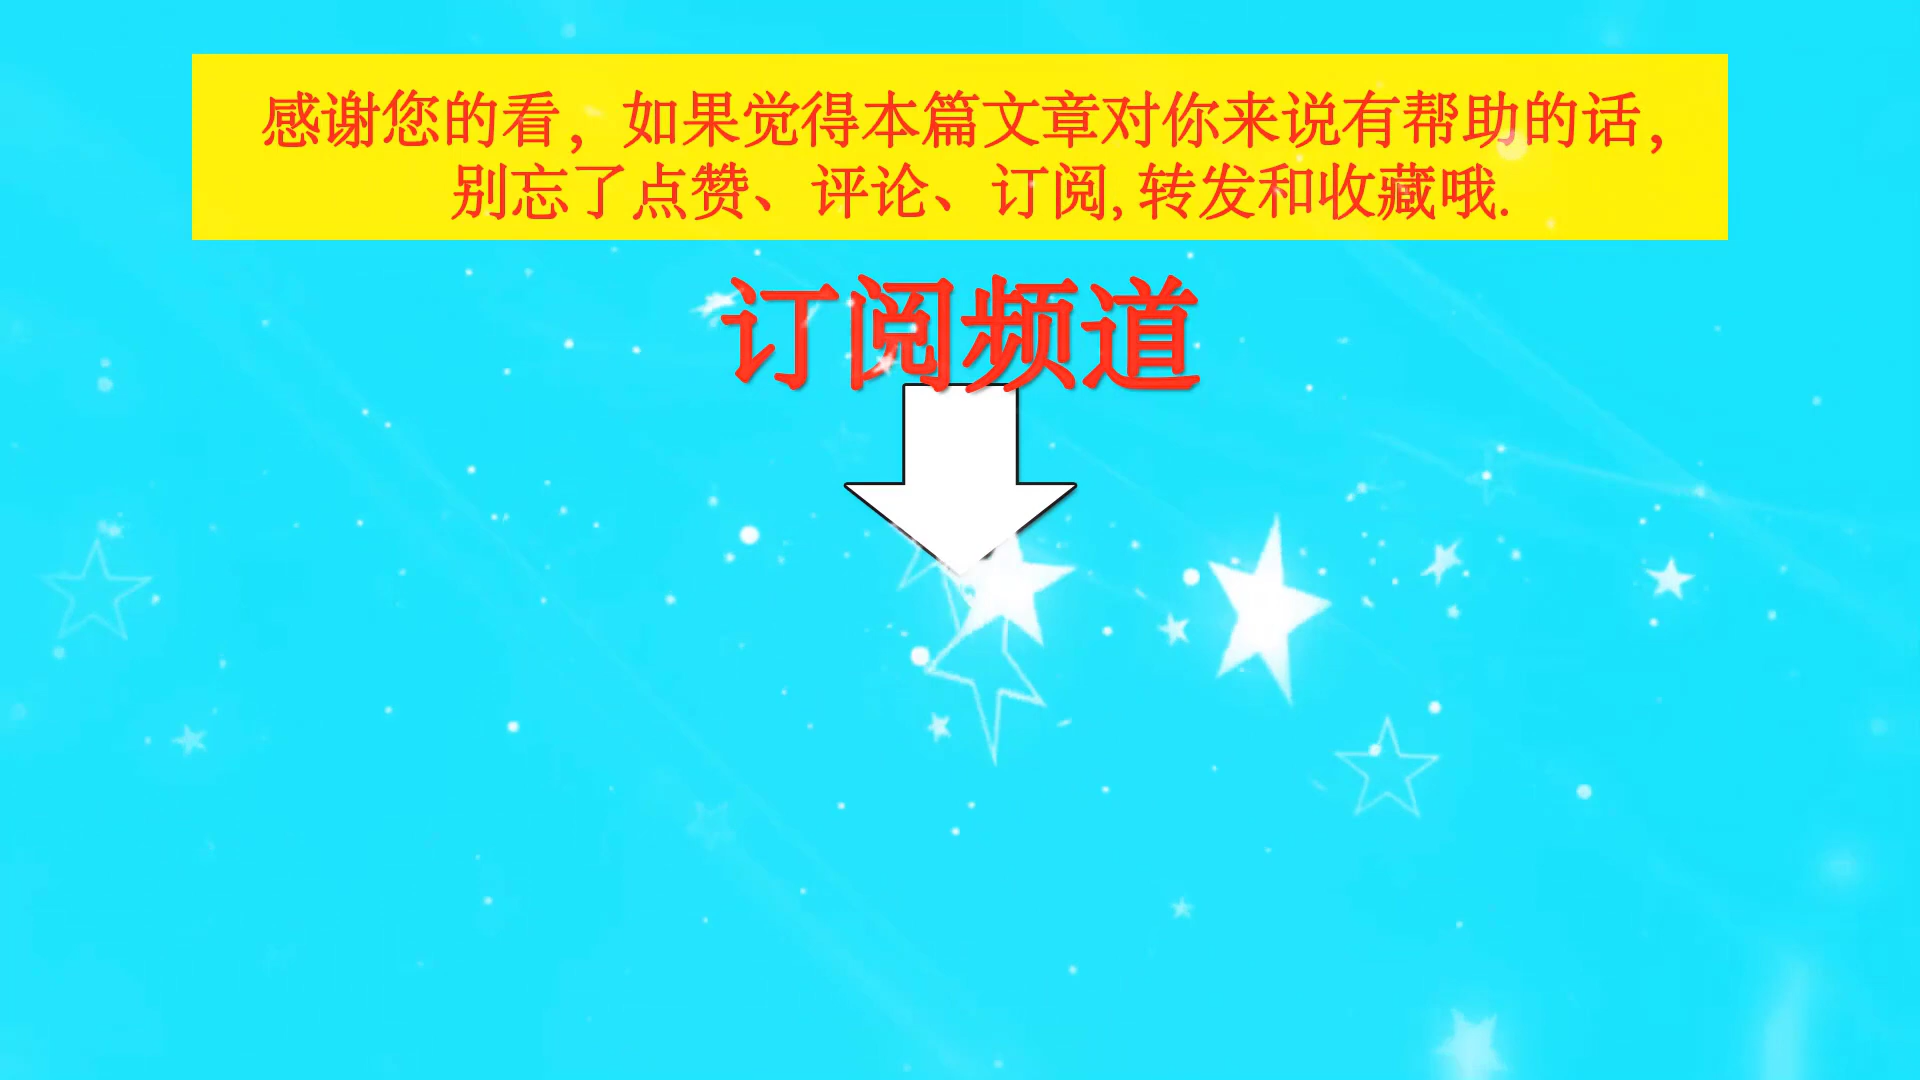 感谢您的看，如果觉得本篇文章对你来说有帮助的话，
别忘了点赞、评论、订阅,转发和收藏哦.
订阅频道